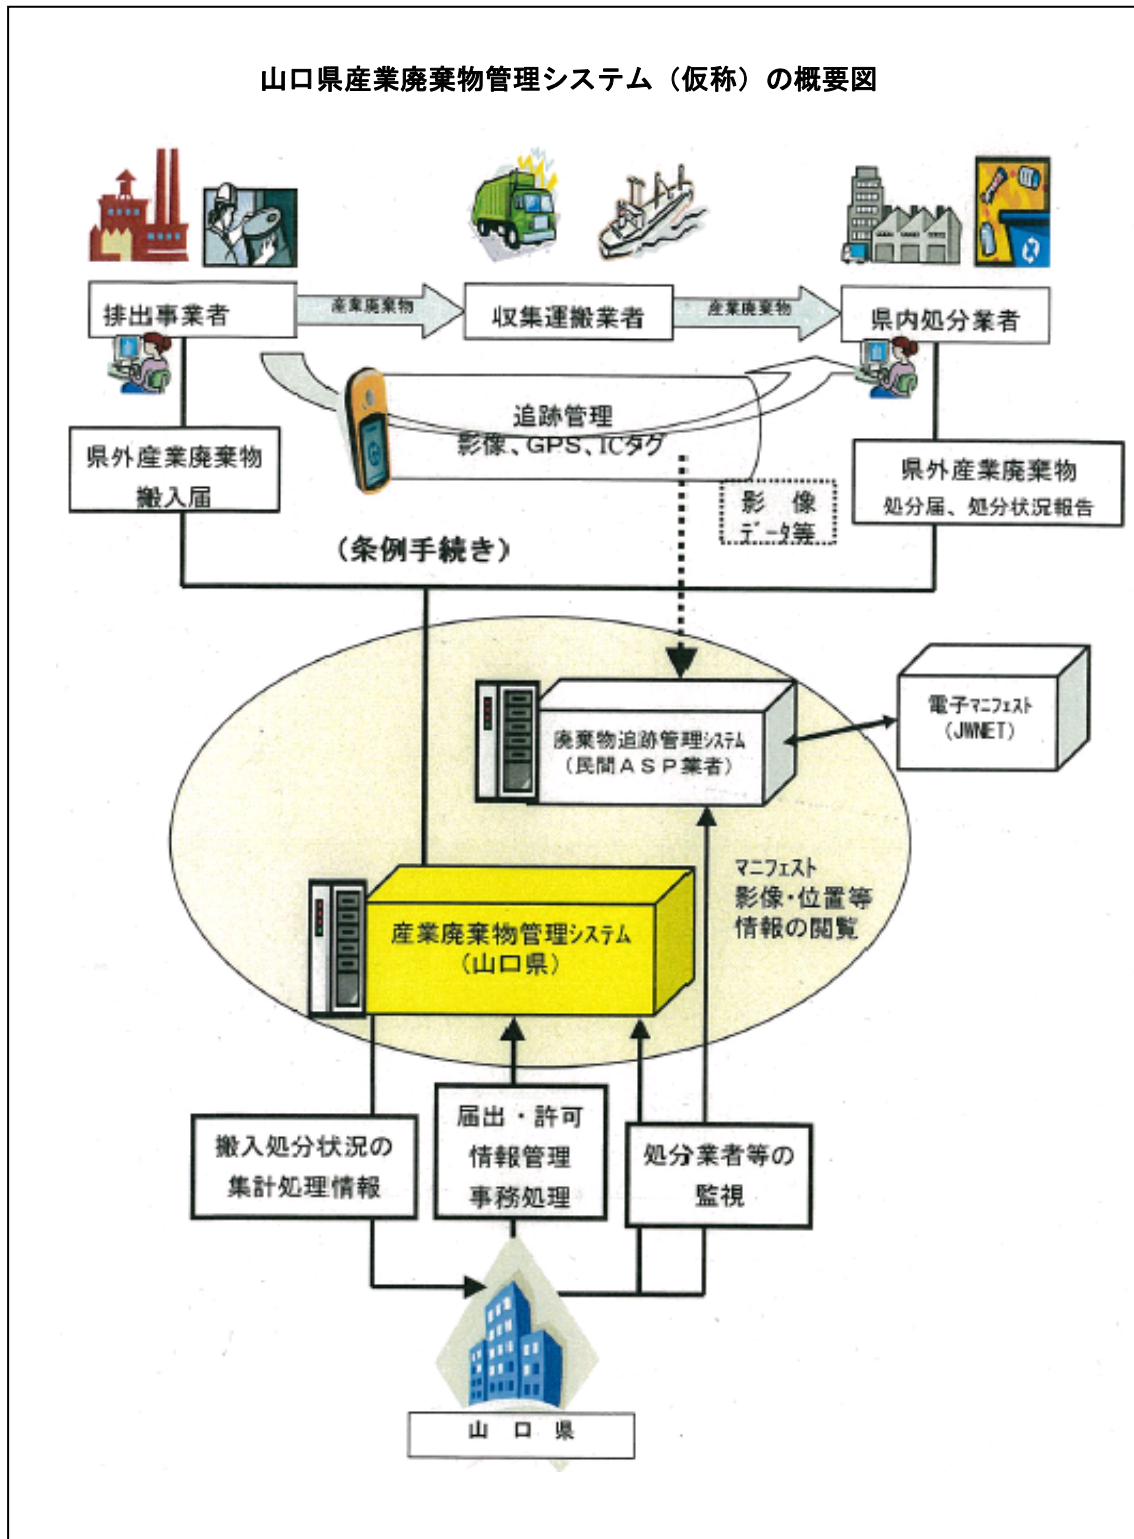 山口県産業廃棄物管理システム（仮称）の概要図
排出事業者
産業廃棄物
収集運搬業者
産業廃棄物
県内処分業者
追跡管理
影像、GPS、ICタグ
県外産業廃棄物
搬入届
影　像
ﾃﾞｰﾀ等
県外産業廃棄物
処分届、処分状況報告
（条例手続き）
廃棄物追跡管理ｼｽﾃﾑ
（民間ＡＳＰ業者）
電子ﾏﾆﾌｪｽﾄ
（JWNET）
ﾏﾆﾌｪｽﾄ
影像・位置等
情報の閲覧
産業廃棄物管理ｼｽﾃﾑ
（山口県）
搬入処分状況の
集計処理情報
届出・許可
情報管理
事務処理
処分業者等の
監視
山　口　県